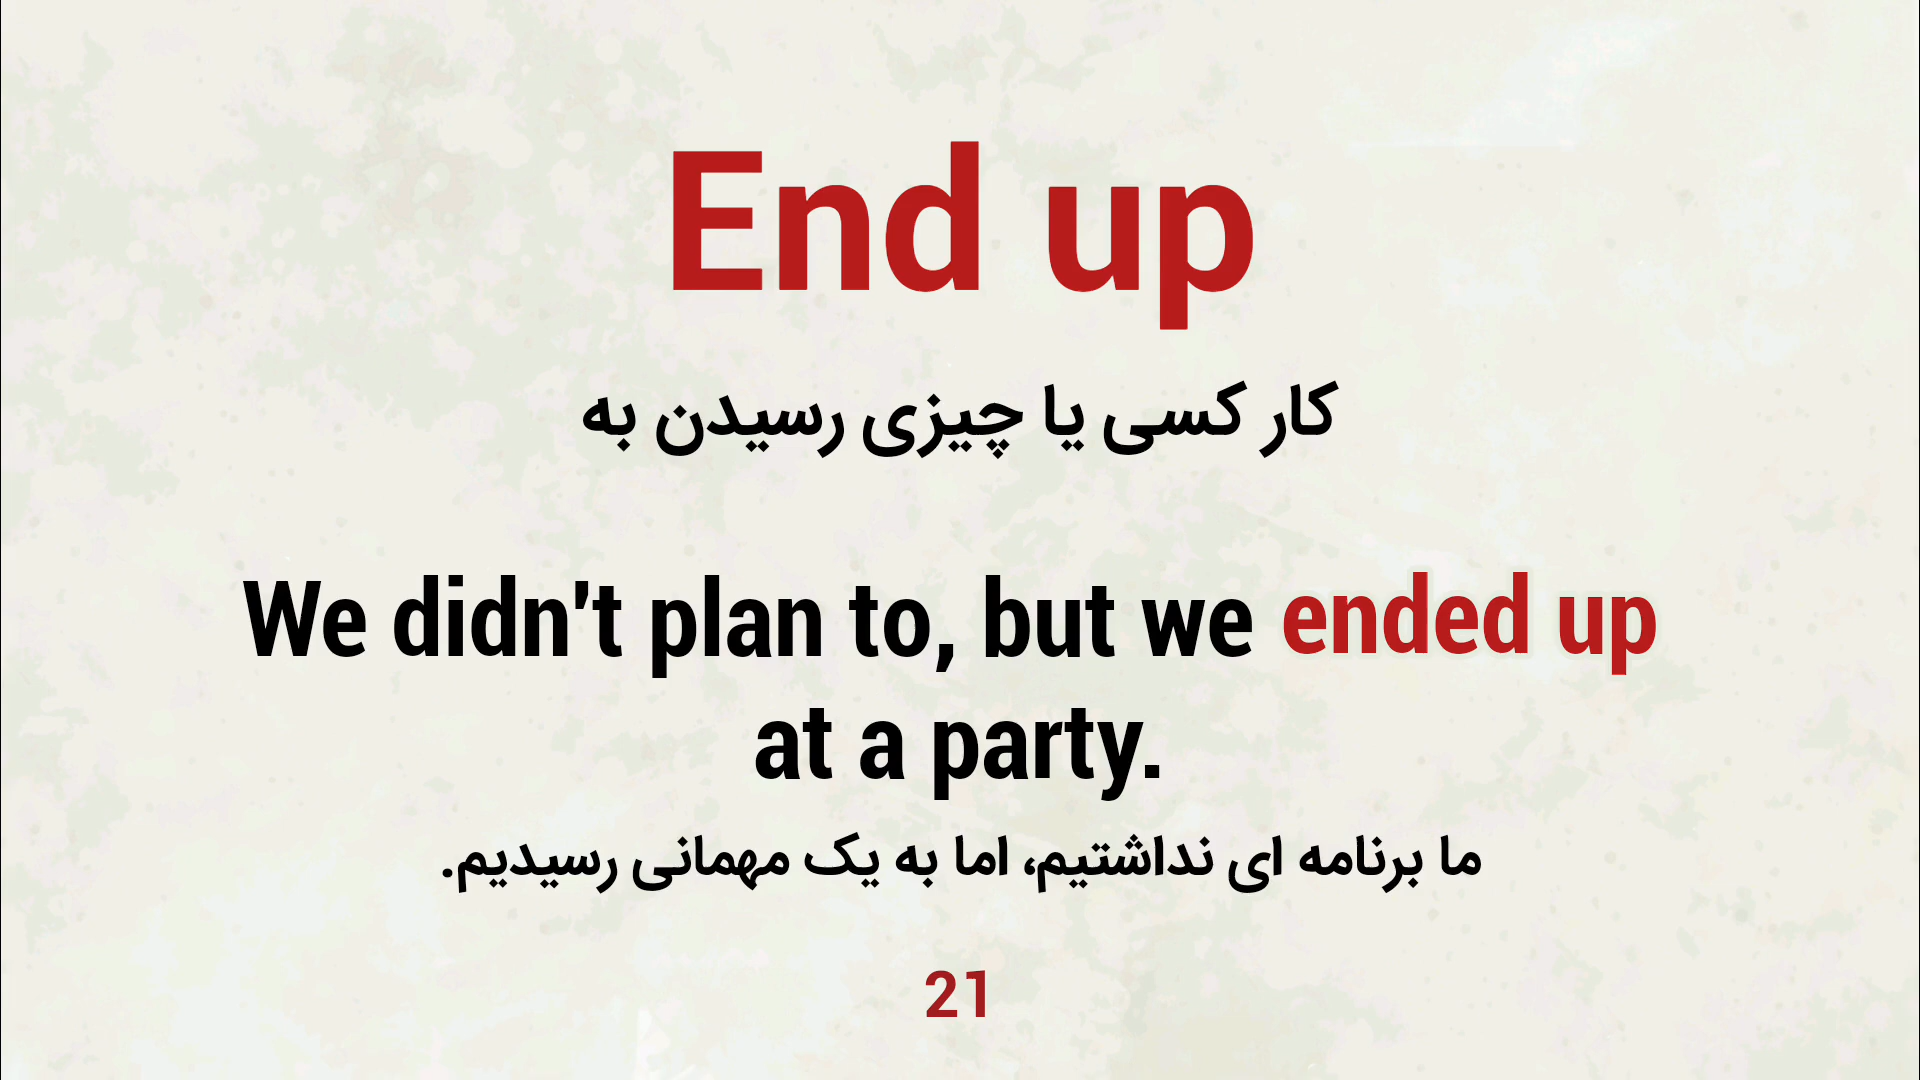 End up
کار کسی یا چیزی رسیدن به
We didn't plan to, but we ended up
at a party.
ما برنامه ای نداشتیم، اما به یک مهمانی رسیدیم.
21